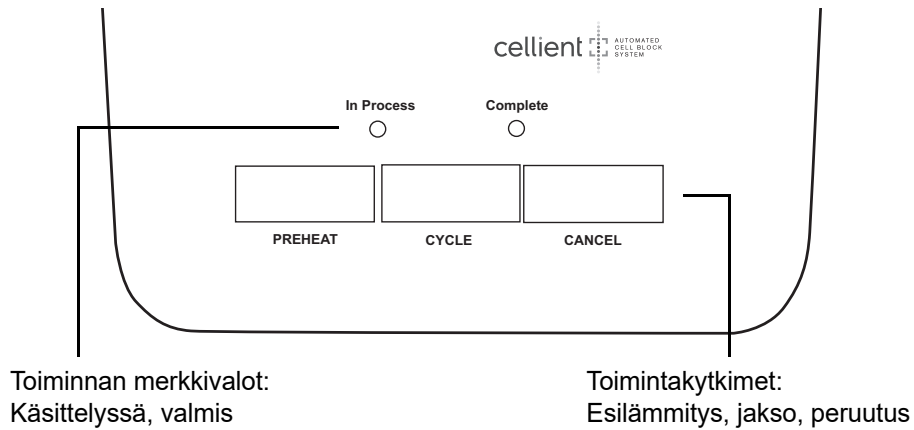 cellient
AUTOMATED
CELL BLOCK
SYSTEM
In Process Complete
PREHEAT CYCLE CANCEL
Toiminnan merkkivalot:
Käsittelyssä, valmis
Toimintakytkimet:
Esilämmitys, jakso, peruutus